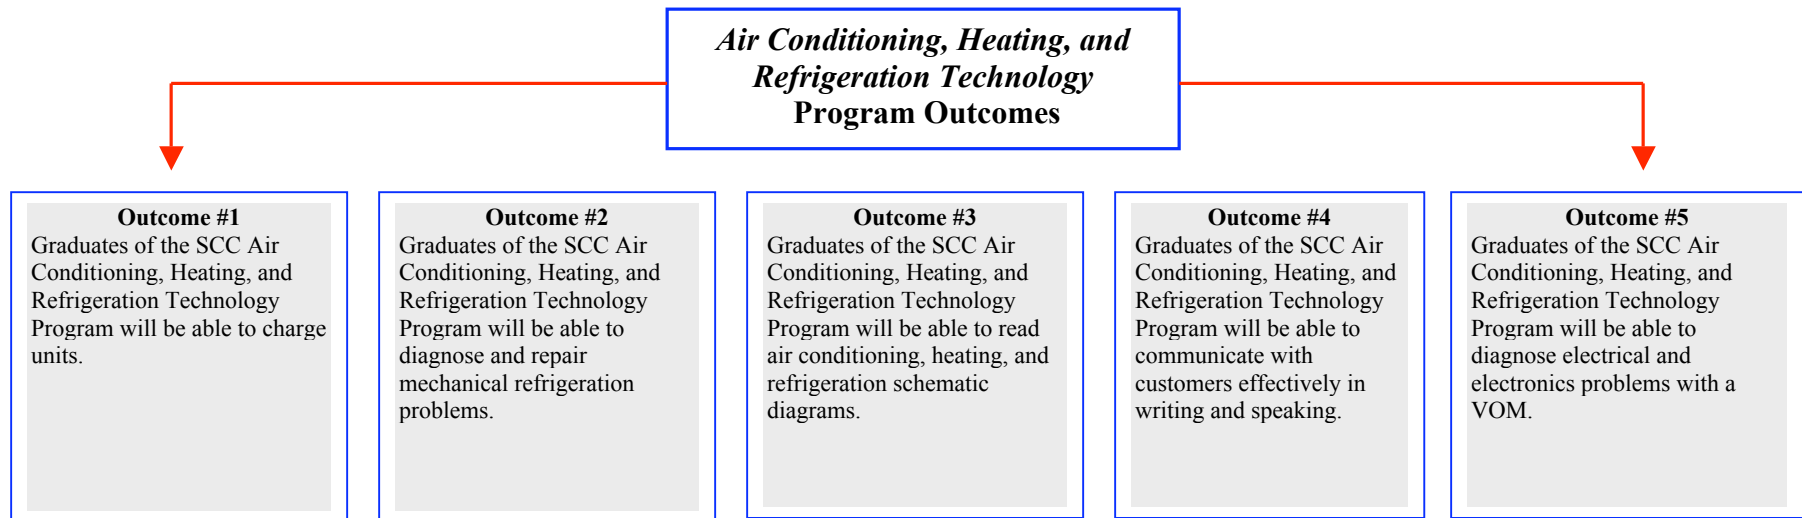 Air Conditioning, Heating, and
Refrigeration Technology
Program Outcomes
Outcome #1
Graduates of the SCC Air
Conditioning, Heating, and
Refrigeration Technology
Program will be able to charge
units.
Outcome #2
Graduates of the SCC Air
Conditioning, Heating, and
Refrigeration Technology
Program will be able to
diagnose and repair
mechanical refrigeration
problems.
Outcome #3
Graduates of the SCC Air
Conditioning, Heating, and
Refrigeration Technology
Program will be able to read
air conditioning, heating, and
refrigeration schematic
diagrams.
Outcome #4
Graduates of the SCC Air
Conditioning, Heating, and
Refrigeration Technology
Program will be able to
communicate with
customers effectively in
writing and speaking.
Outcome #5
Graduates of the SCC Air
Conditioning, Heating, and
Refrigeration Technology
Program will be able to
diagnose electrical and
electronics problems with a
VOM.